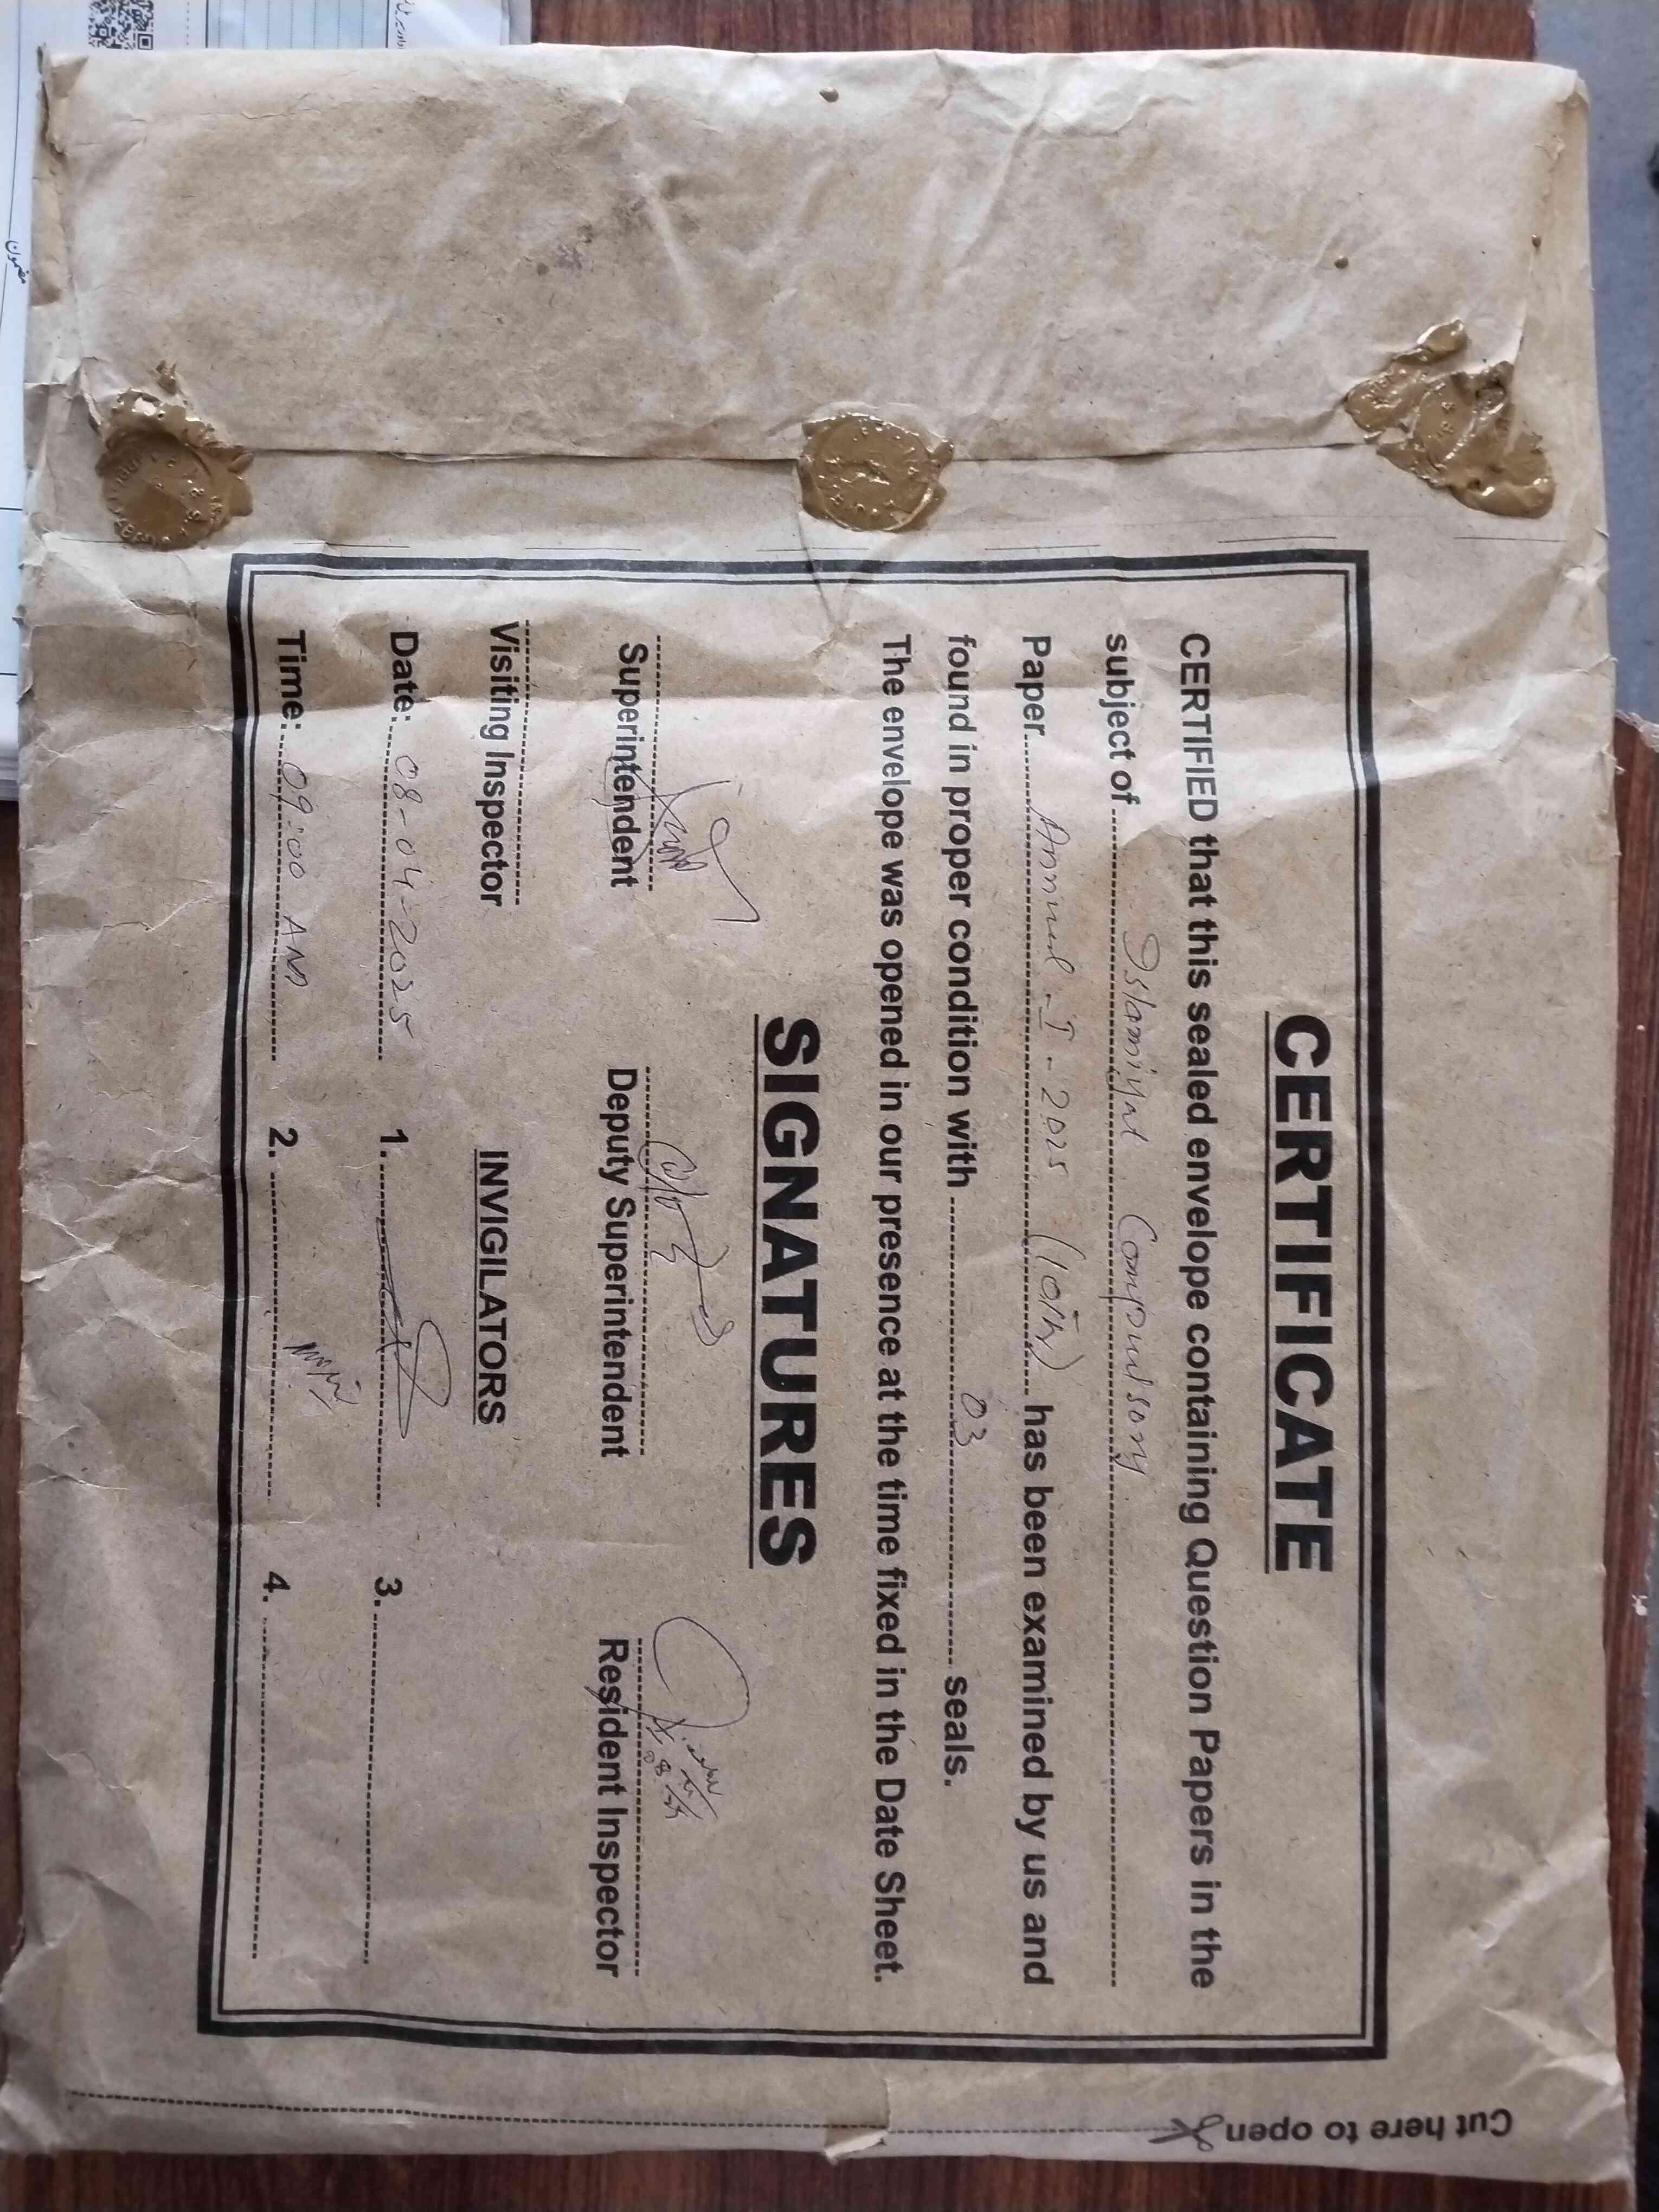 CERTIFICATE
CERTIFIED that this sealed envelope containing Question Papers in the
subject of Islamiyat Compulsory
Paper Annual-I-2025 (10th) has been examined by us and
found in proper condition with 03 seals.
The envelope was opened in our presence at the time fixed in the Date Sheet.
SIGNATURES
Superintendent Deputy Superintendent Resident Inspector
Visiting Inspector INVIGILATORS
Date: 08-04-2025 1. 3.
Time: 09:00 AM 2. 4.
Cut here to open
مضمون